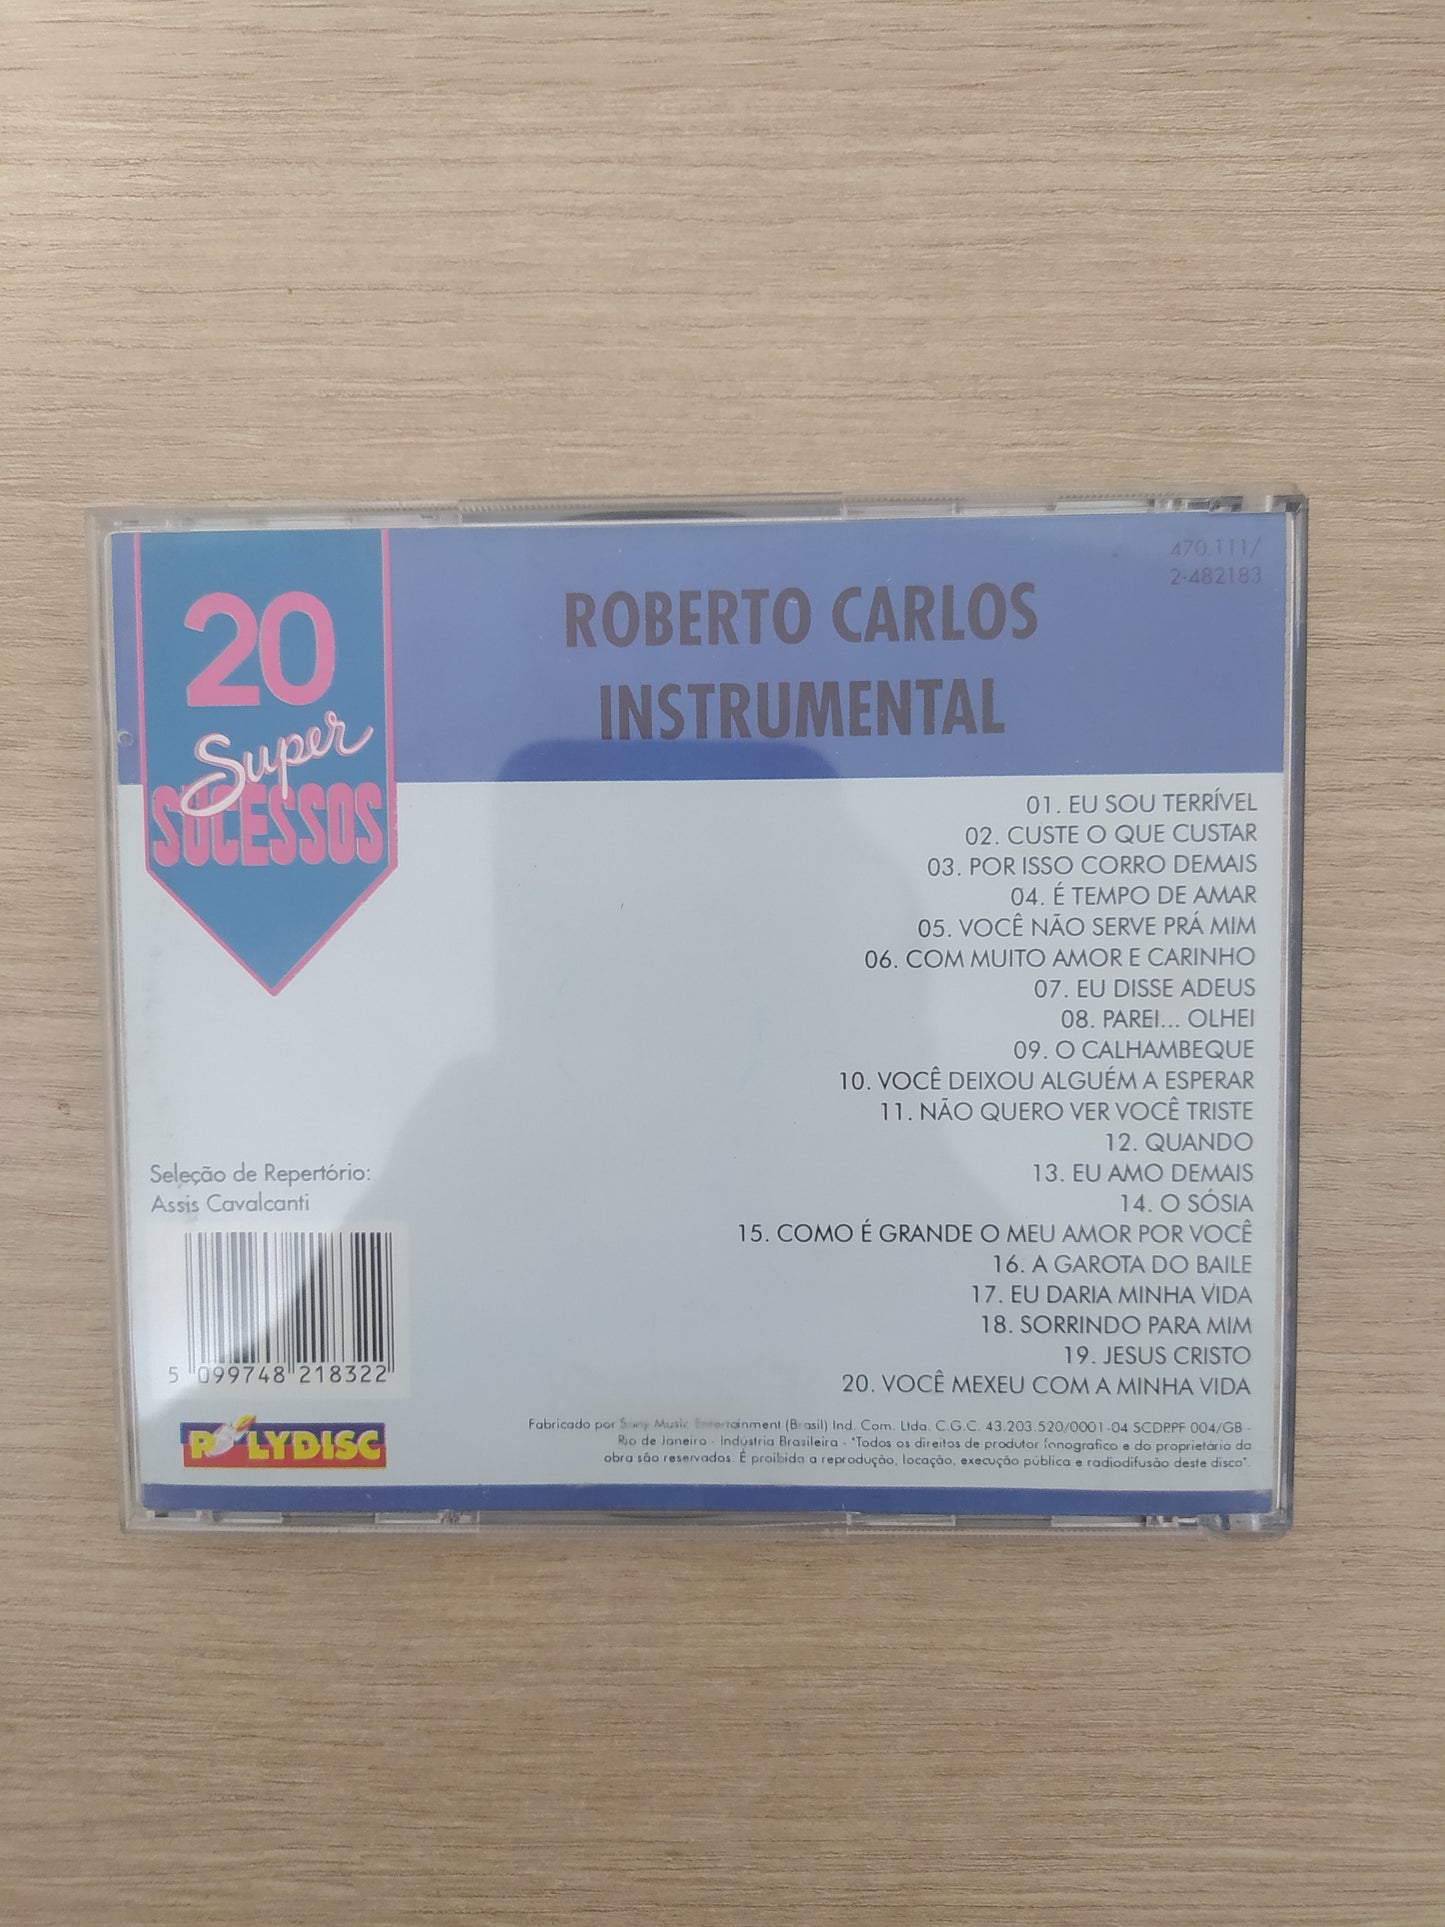 20
Super
SUCESSOS
ROBERTO CARLOS
INSTRUMENTAL
470.111/
2-482183
01. EU SOU TERRÍVEL
02. CUSTE O QUE CUSTAR
03. POR ISSO CORRO DEMAIS
04. É TEMPO DE AMAR
05. VOCÊ NÃO SERVE PRÁ MIM
06. COM MUITO AMOR E CARINHO
07. EU DISSE ADEUS
08. PAREI... OLHEI
09. O CALHAMBEQUE
10. VOCÊ DEIXOU ALGUÉM A ESPERAR
11. NÃO QUERO VER VOCÊ TRISTE
12. QUANDO
13. EU AMO DEMAIS
14. O SÓSIA
15. COMO É GRANDE O MEU AMOR POR VOCÊ
16. A GAROTA DO BAILE
17. EU DARIA MINHA VIDA
18. SORRINDO PARA MIM
19. JESUS CRISTO
20. VOCÊ MEXEU COM A MINHA VIDA
Seleção de Repertório:
Assis Cavalcanti
5 099748 218322
POLYDISC
Fabricado por Sony Music Entertainment (Brasil) Ind. Com. Ltda. C.G.C. 43.203.520/0001-04 SCDP.PF 004/GB -
Rio de Janeiro - Indústria Brasileira - "Todos os direitos de produtor fonografico e do proprietário da
obra são reservados. É proibida a reprodução, locação, execução pública e radiodifusão deste disco".